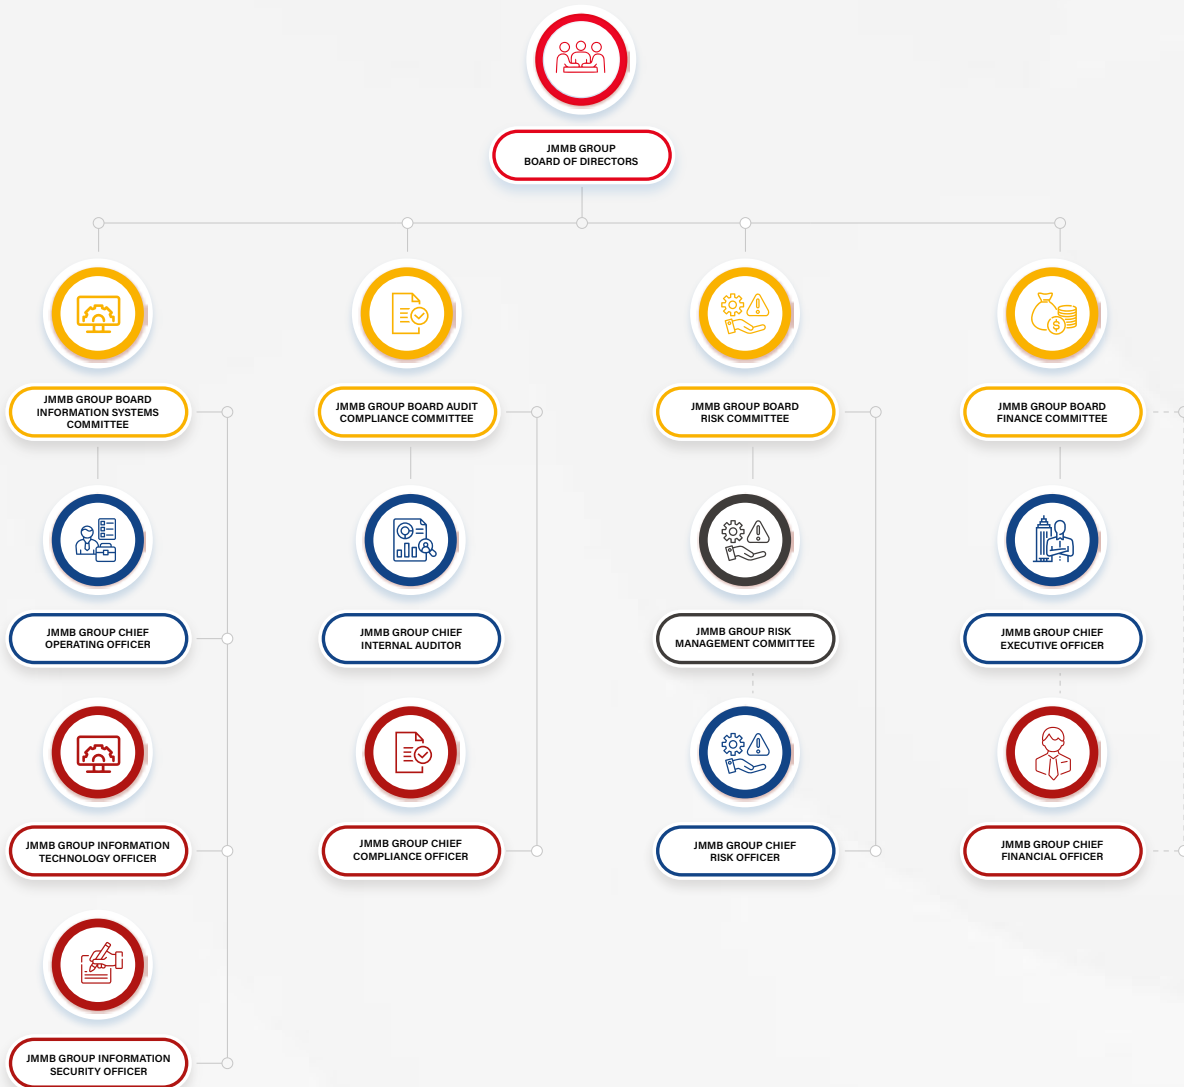 JMMB GROUP
BOARD OF DIRECTORS
JMMB GROUP BOARD
INFORMATION SYSTEMS
COMMITTEE
JMMB GROUP BOARD AUDIT
COMPLIANCE COMMITTEE
JMMB GROUP BOARD
RISK COMMITTEE
JMMB GROUP BOARD
FINANCE COMMITTEE
JMMB GROUP CHIEF
OPERATING OFFICER
JMMB GROUP CHIEF
INTERNAL AUDITOR
JMMB GROUP RISK
MANAGEMENT COMMITTEE
JMMB GROUP CHIEF
EXECUTIVE OFFICER
JMMB GROUP INFORMATION
TECHNOLOGY OFFICER
JMMB GROUP CHIEF
COMPLIANCE OFFICER
JMMB GROUP CHIEF
RISK OFFICER
JMMB GROUP CHIEF
FINANCIAL OFFICER
JMMB GROUP INFORMATION
SECURITY OFFICER